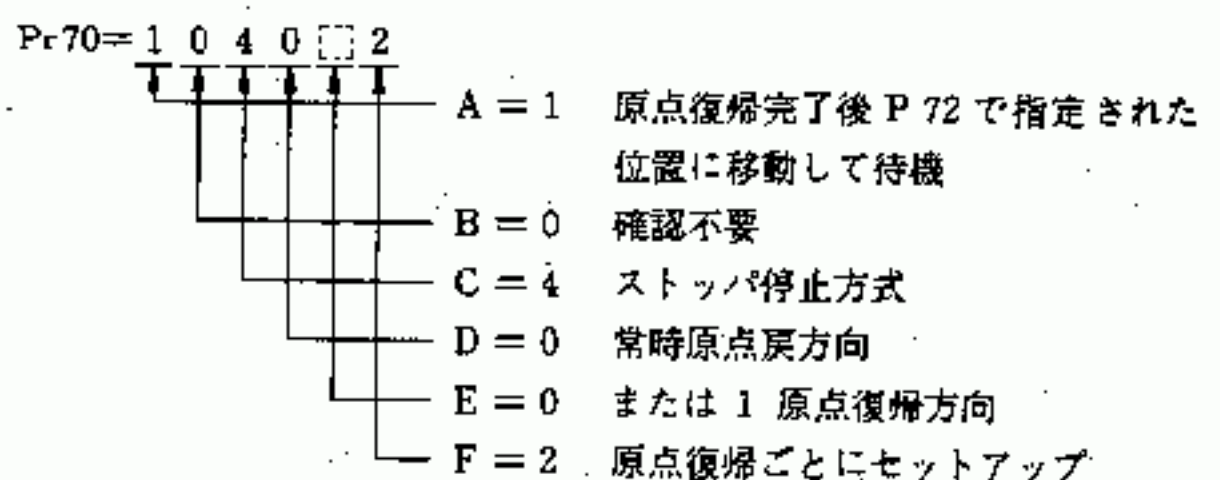 Pr70=1 0 4 0 2
A = 1 原点復帰完了後 P 72 で指定された
位置に移動して待機
B = 0 確認不要
C = 4 ストッパ停止方式
D = 0 常時原点戻方向
E = 0 または 1 原点復帰方向
F = 2 原点復帰ごとにセットアップ